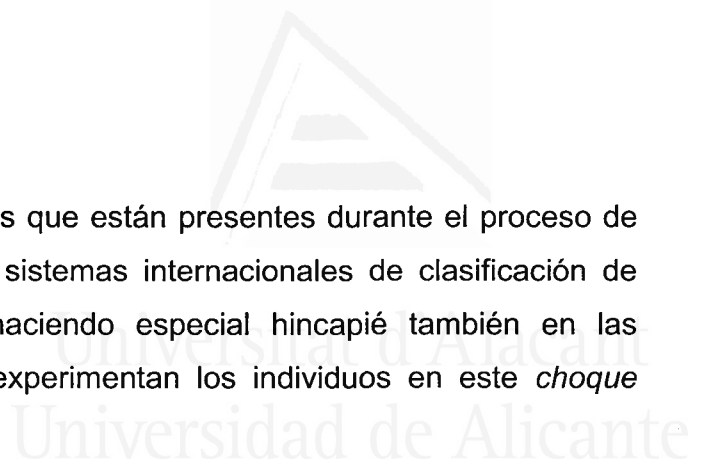 s que están presentes durante el proceso de
sistemas internacionales de clasificación de
haciendo especial hincapié también en las
Universitat d'Alacant
experimentan los individuos en este choque
Universidad de Alicante